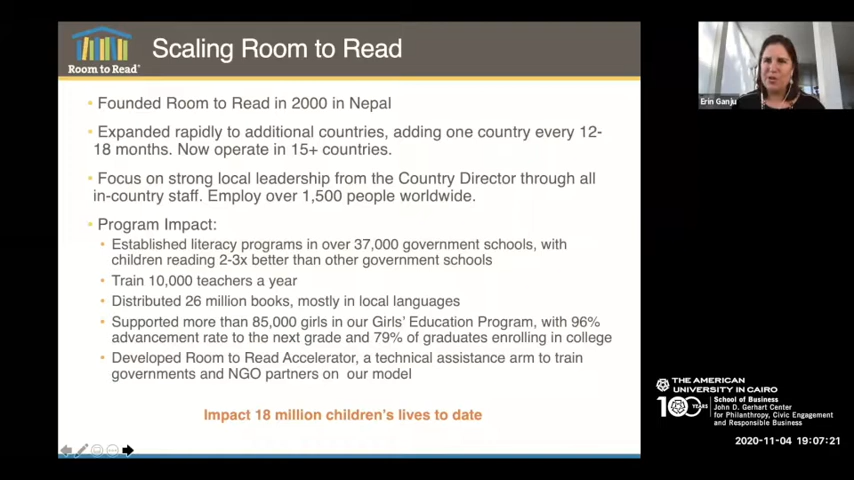 Room to Read®
Scaling Room to Read
• Founded Room to Read in 2000 in Nepal
• Expanded rapidly to additional countries, adding one country every 12-
18 months. Now operate in 15+ countries.
• Focus on strong local leadership from the Country Director through all
in-country staff. Employ over 1,500 people worldwide.
• Program Impact:
• Established literacy programs in over 37,000 government schools, with
children reading 2-3x better than other government schools
• Train 10,000 teachers a year
• Distributed 26 million books, mostly in local languages
• Supported more than 85,000 girls in our Girls' Education Program, with 96%
advancement rate to the next grade and 79% of graduates enrolling in college
• Developed Room to Read Accelerator, a technical assistance arm to train
governments and NGO partners on our model
Impact 18 million children's lives to date
Erin Ganju
THE AMERICAN
UNIVERSITY IN CAIRO
100 YEARS
School of Business
John D. Gerhart Center
for Philanthropy, Civic Engagement
and Responsible Business
2020-11-04 19:07:21